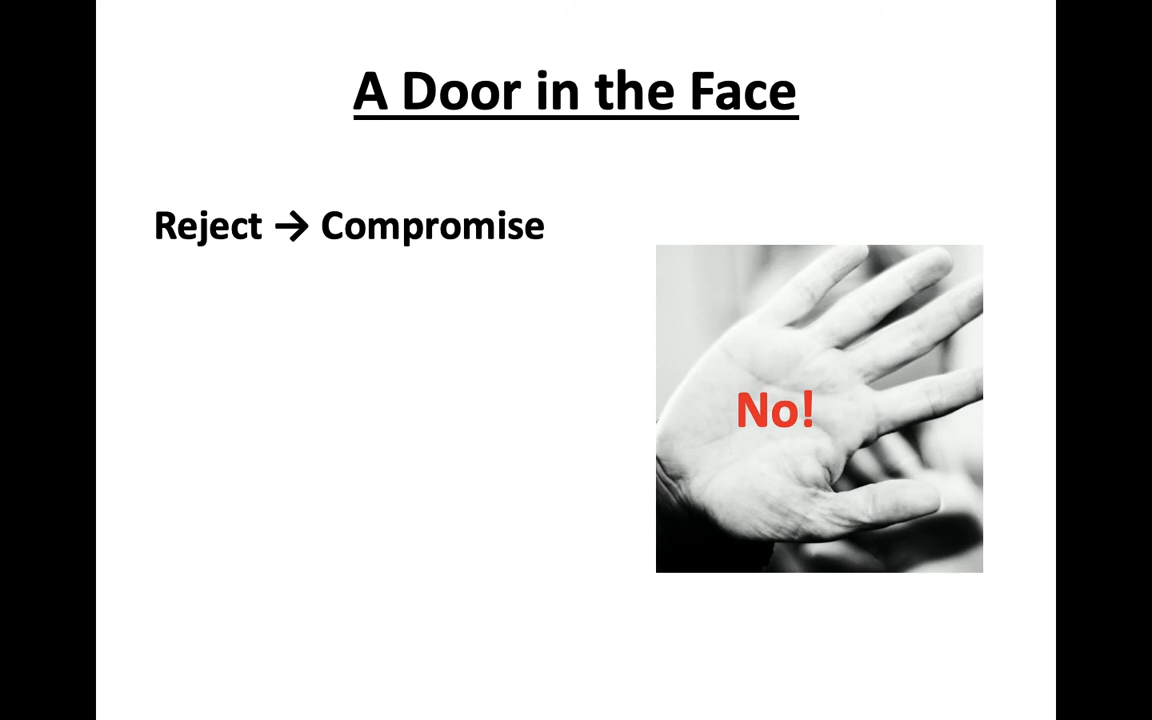 A Door in the Face
Reject → Compromise
No!